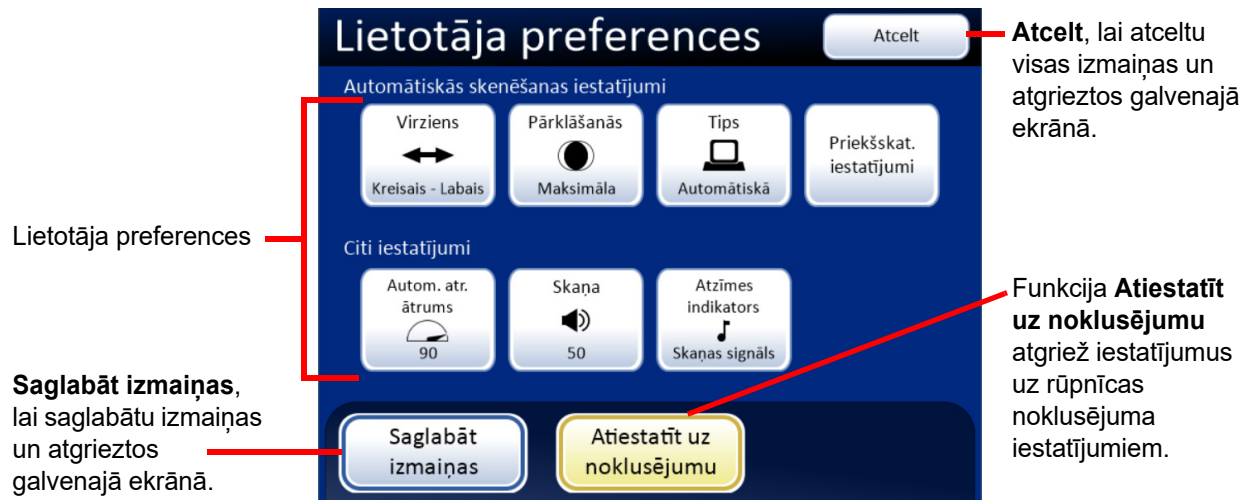 Lietotāja preferences
Atcelt
Automātiskās skenēšanas iestatījumi
Virziens
Kreisais - Labais
Pārklāšanās
Maksimāla
Tips
Automātiskā
Priekšskat.
iestatījumi
Citi iestatījumi
Autom. atr.
ātrums
90
Skaņa
50
Atzīmes
indikators
Skaņas signāls
Saglabāt
izmaiņas
Atiestatīt uz
noklusējumu
Lietotāja preferences
Saglabāt izmaiņas,
lai saglabātu izmaiņas
un atgrieztos
galvenajā ekrānā.
Atcelt, lai atceltu
visas izmaiņas un
atgrieztos galvenajā
ekrānā.
Funkcija Atiestatīt
uz noklusējumu
atgriež iestatījumus
uz rūpnīcas
noklusējuma
iestatījumiem.